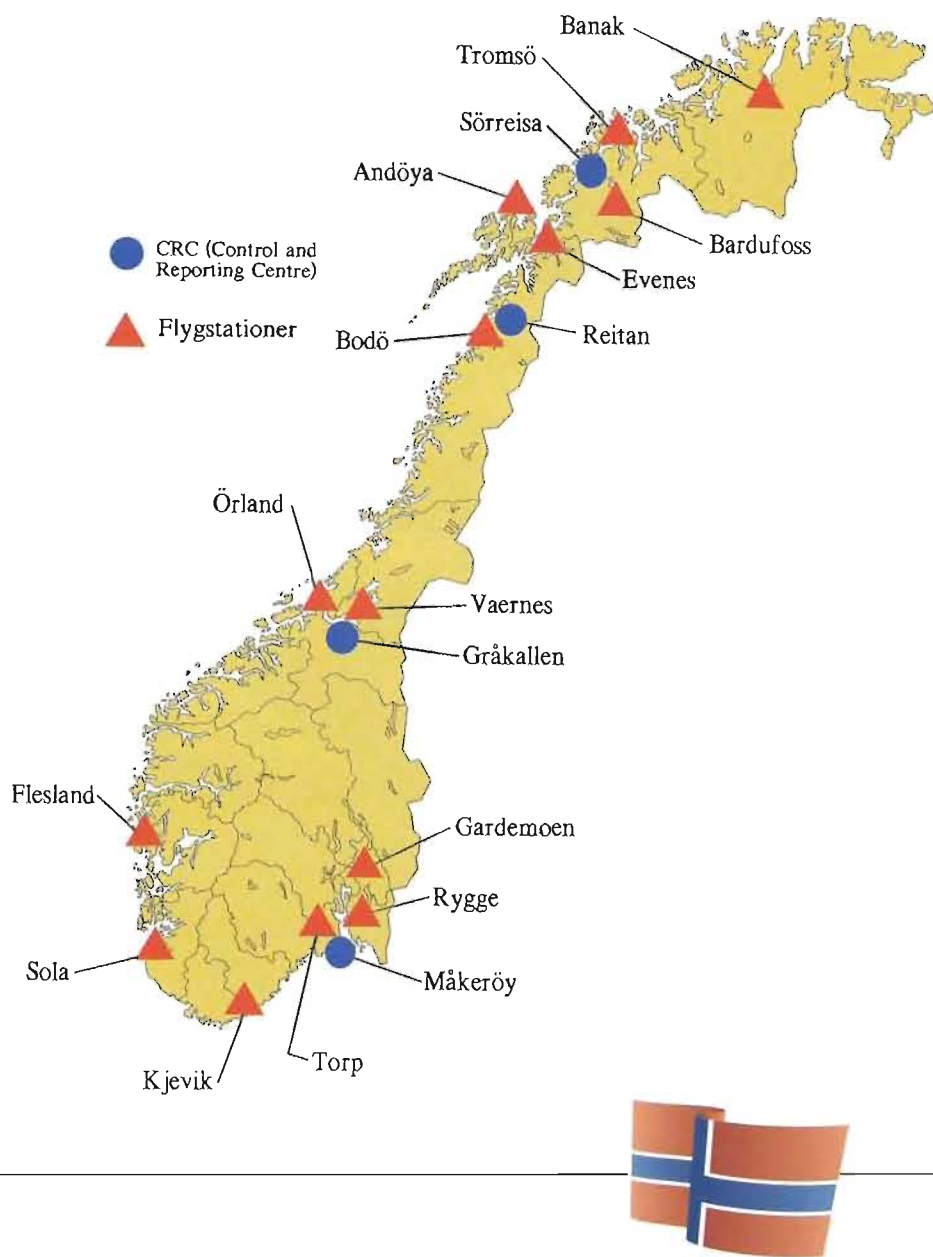 Banak
Tromsö
Sörreisa
Andöya
CRC (Control and
Reporting Centre)
Bardufoss
Evenes
Flygstationer
Bodö
Reitan
Örland
Vaernes
Gråkallen
Flesland
Gardemoen
Rygge
Sola
Måkeröy
Torp
Kjevik